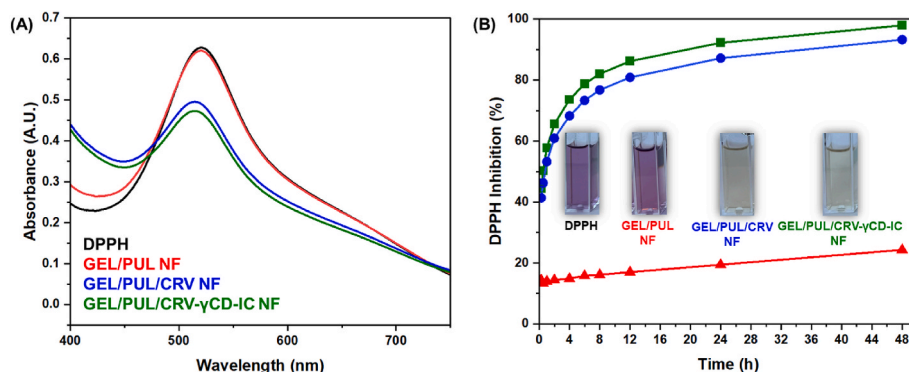 (A)
0.7
0.6
0.5
0.4
0.3
0.2
0.1
0.0
Absorbance (A.U.)
DPPH
GEL/PUL NF
GEL/PUL/CRV NF
GEL/PUL/CRV-γCD-IC NF
400
500
600
700
Wavelength (nm)
(B)
100
80
60
40
20
0
DPPH Inhibition (%)
DPPH
GEL/PUL
NF
GEL/PUL/CRV
NF
GEL/PUL/CRV-γCD-IC
NF
0 4 8 12 16 20 24 28 32 36 40 44 48
Time (h)